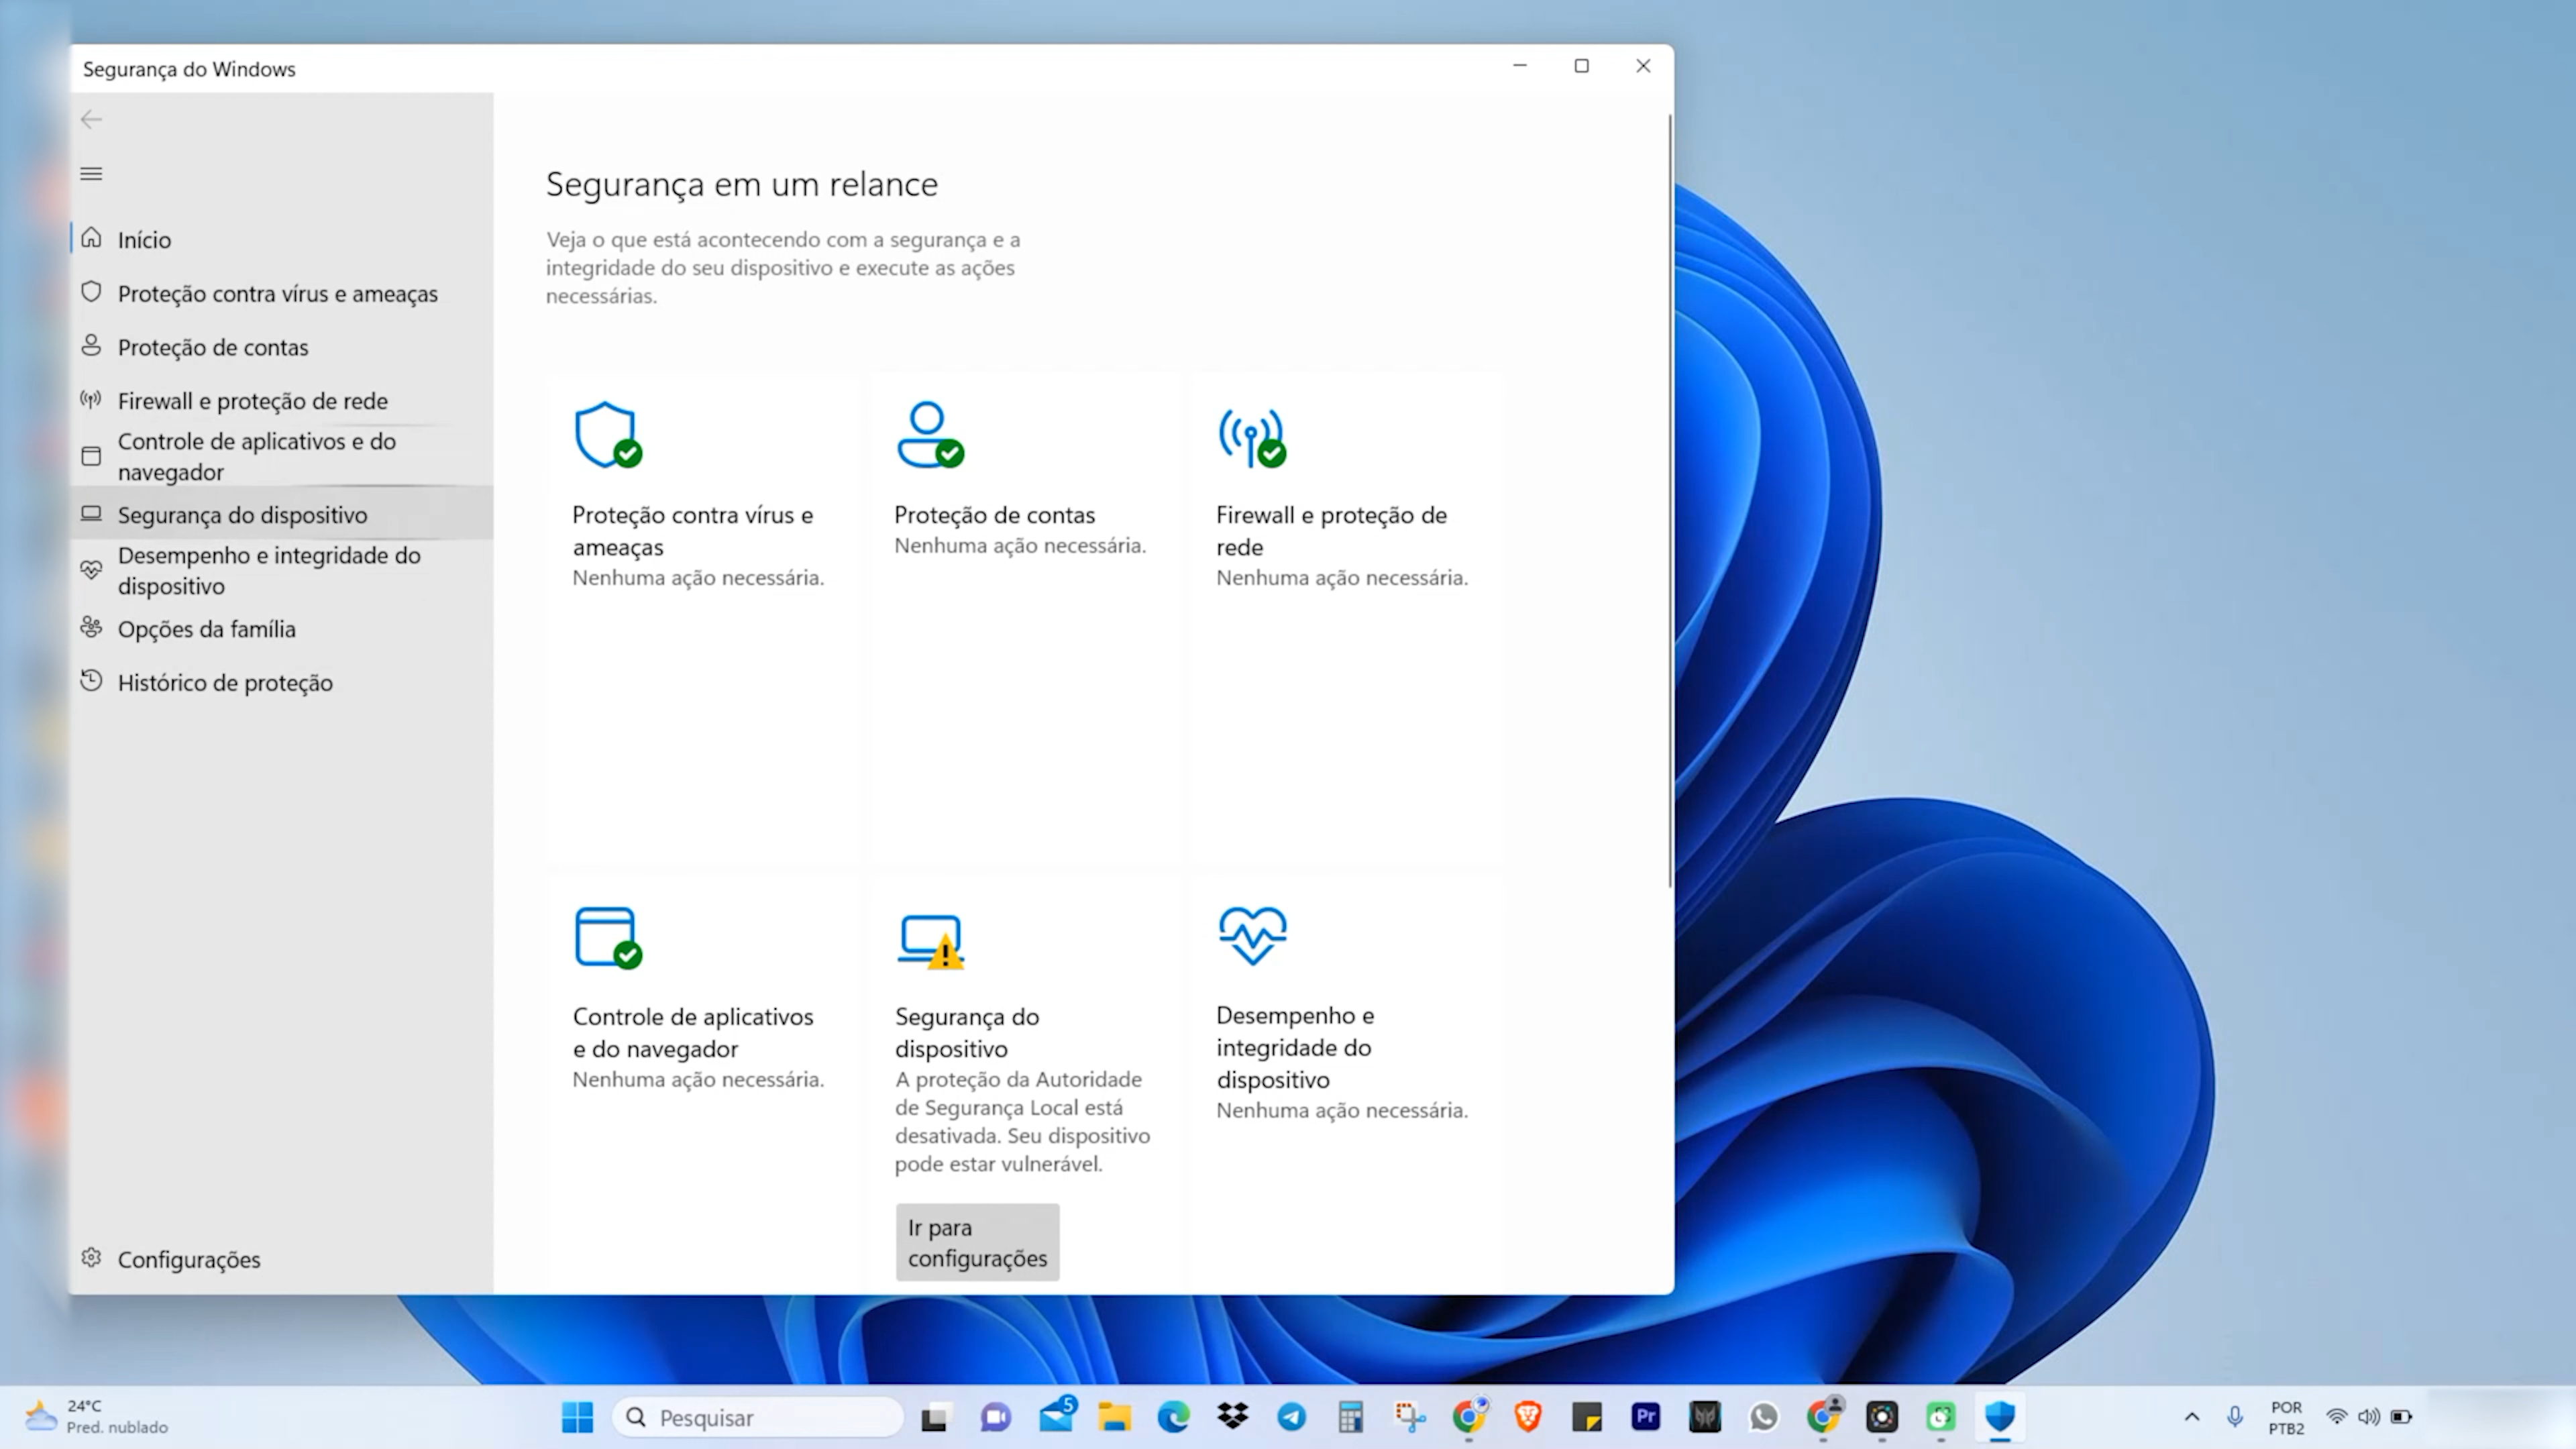 Segurança do Windows
Início
Proteção contra vírus e ameaças
Proteção de contas
Firewall e proteção de rede
Controle de aplicativos e do
navegador
Segurança do dispositivo
Desempenho e integridade do
dispositivo
Opções da família
Histórico de proteção
Configurações
Segurança em um relance
Veja o que está acontecendo com a segurança e a
integridade do seu dispositivo e execute as ações
necessárias.
Proteção contra vírus e
ameaças
Nenhuma ação necessária.
Proteção de contas
Nenhuma ação necessária.
Firewall e proteção de
rede
Nenhuma ação necessária.
Controle de aplicativos
e do navegador
Nenhuma ação necessária.
Segurança do
dispositivo
A proteção da Autoridade
de Segurança Local está
desativada. Seu dispositivo
pode estar vulnerável.
Ir para
configurações
Desempenho e
integridade do
dispositivo
Nenhuma ação necessária.
24°C
Pred. nublado
Pesquisar
5
Pr
POR
PTB2